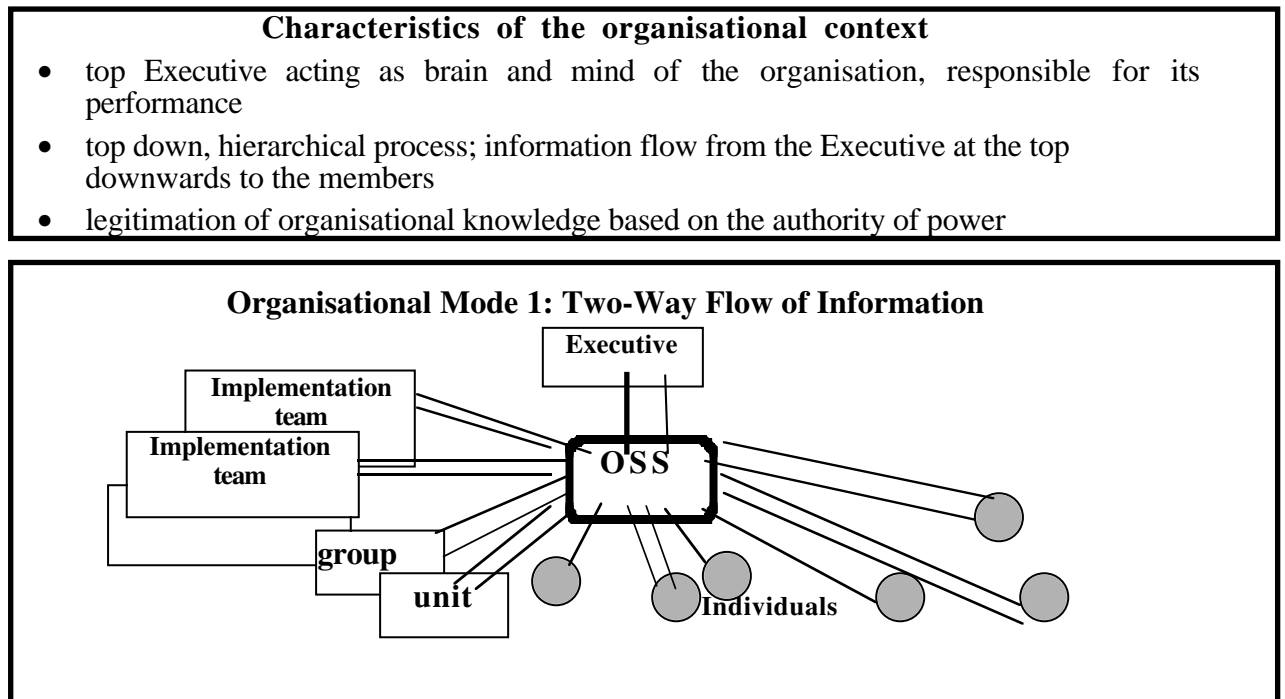 Characteristics of the organisational context
• top Executive acting as brain and mind of the organisation, responsible for its
performance
• top down, hierarchical process; information flow from the Executive at the top
downwards to the members
• legitimation of organisational knowledge based on the authority of power
Organisational Mode 1: Two-Way Flow of Information
Executive
Implementation
team
Implementation
team
OSS
group
unit
Individuals